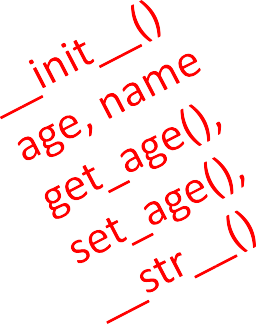 __init__()
age, name
get_age(),
set_age(),
__str__()